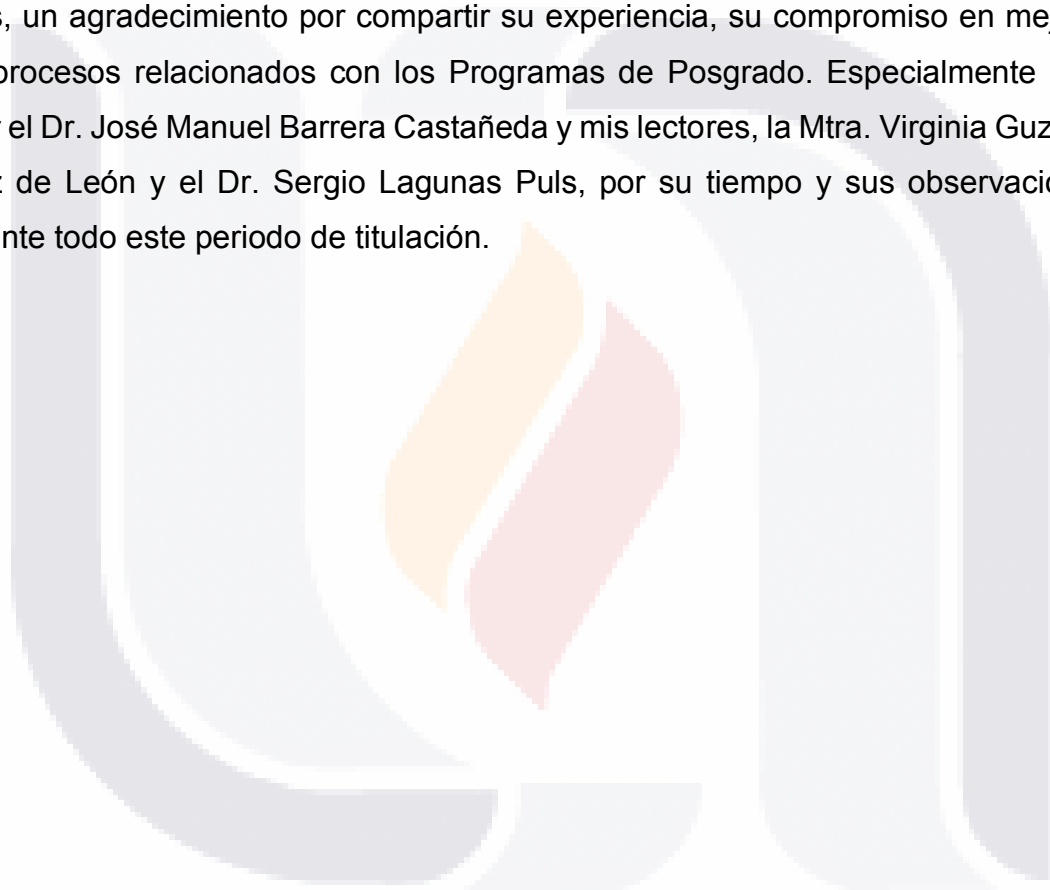 s, un agradecimiento por compartir su experiencia, su compromiso en mej
procesos relacionados con los Programas de Posgrado. Especialmente
r el Dr. José Manuel Barrera Castañeda y mis lectores, la Mtra. Virginia Guz
z de León y el Dr. Sergio Lagunas Puls, por su tiempo y sus observacio
nte todo este periodo de titulación.